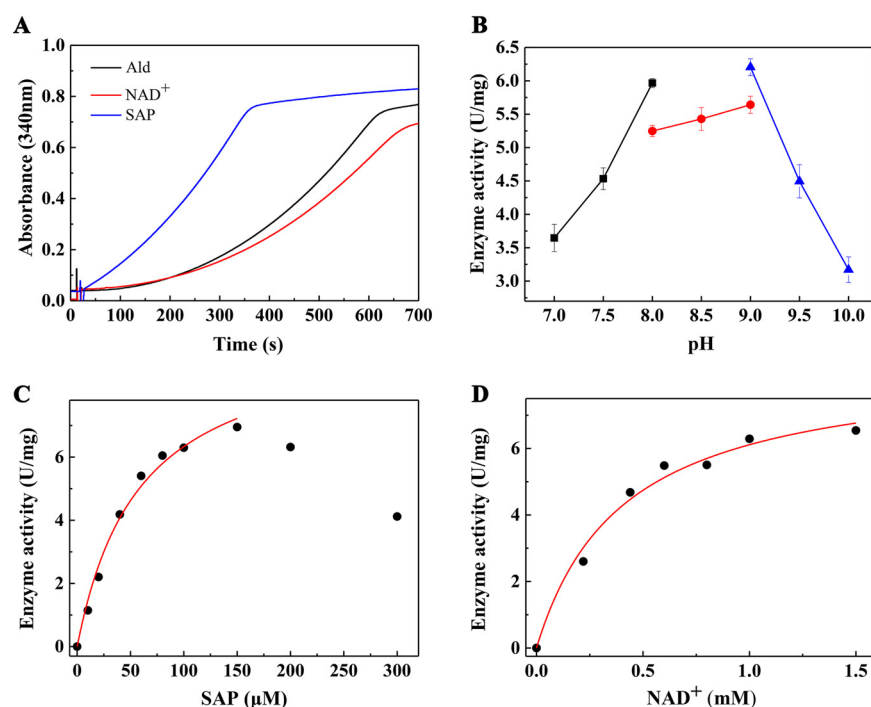 A
Absorbance (340nm)
1.0
0.8
0.6
0.4
0.2
0.0
Ald
NAD+
SAP
0 100 200 300 400 500 600 700
Time (s)
B
Enzyme activity (U/mg)
6.5
6.0
5.5
5.0
4.5
4.0
3.5
3.0
7.0 7.5 8.0 8.5 9.0 9.5 10.0
pH
C
Enzyme activity (U/mg)
6
4
2
0
0 50 100 150 200 250 300
SAP (µM)
D
Enzyme activity (U/mg)
6
4
2
0
0.0 0.5 1.0 1.5
NAD+ (mM)